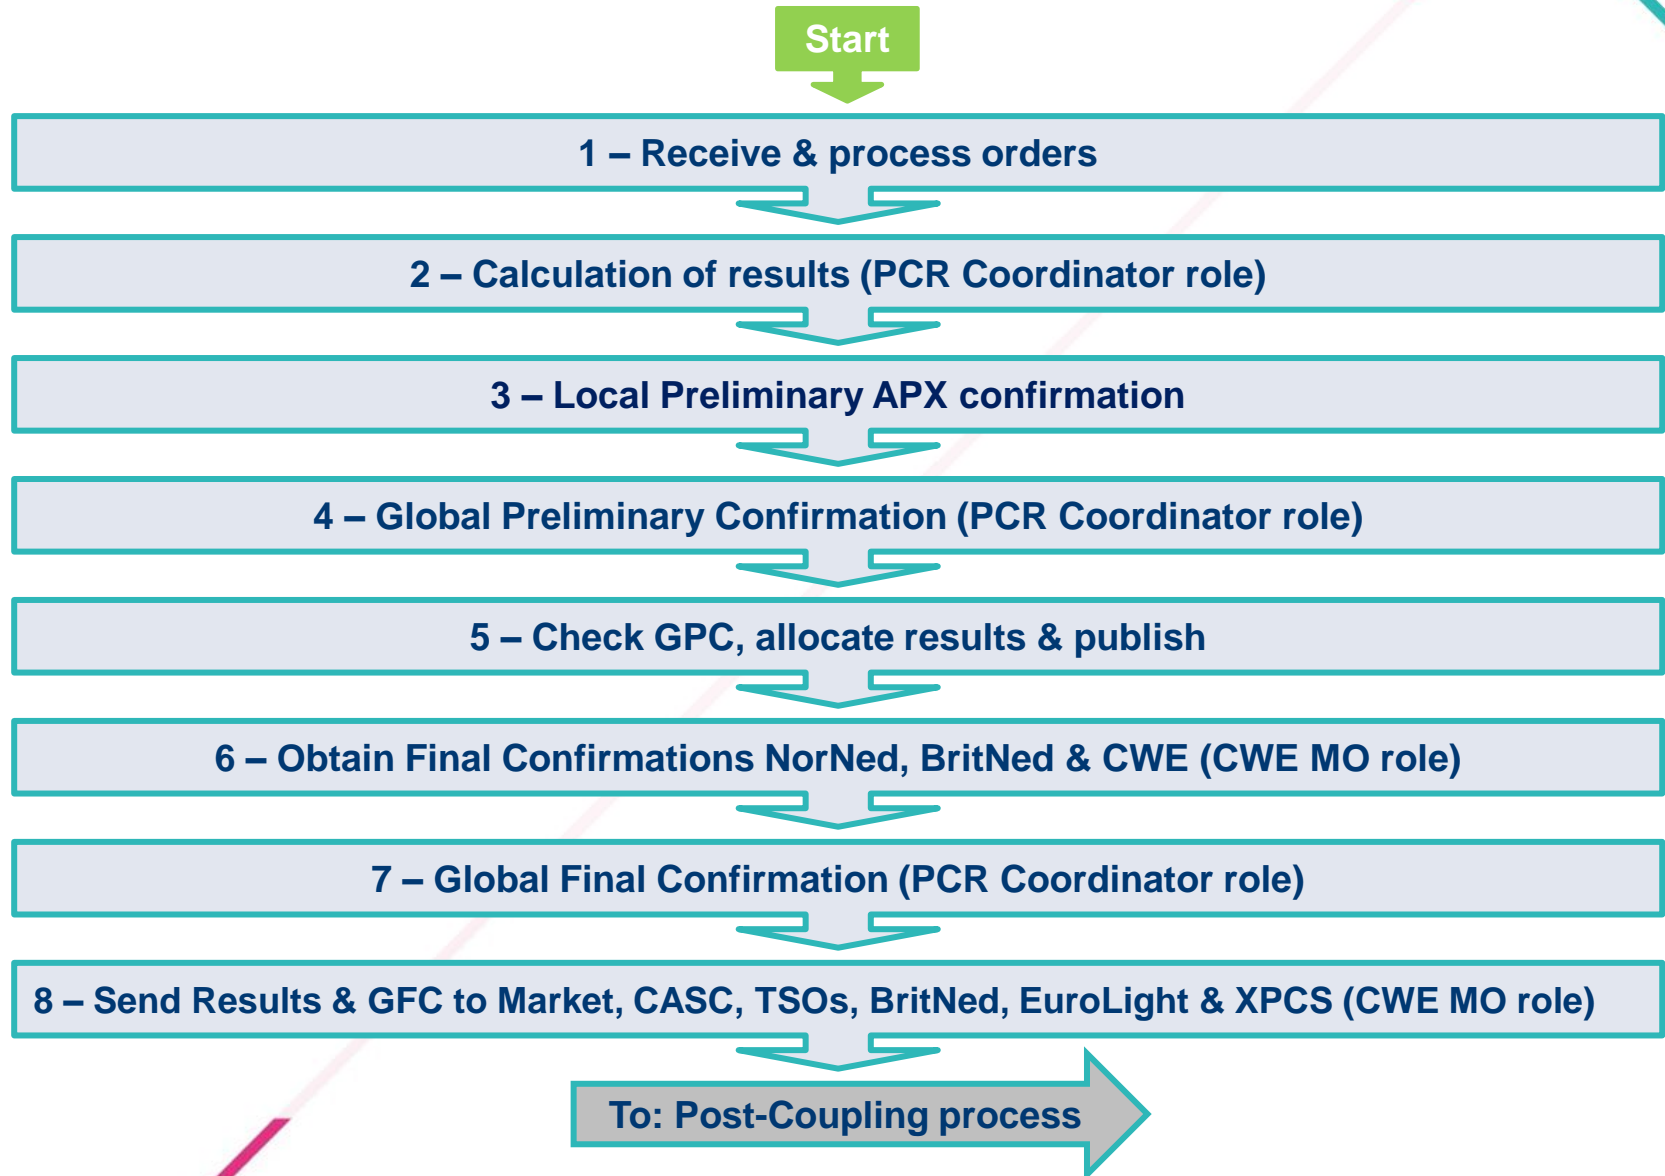 Start
1 – Receive & process orders
2 – Calculation of results (PCR Coordinator role)
3 – Local Preliminary APX confirmation
4 – Global Preliminary Confirmation (PCR Coordinator role)
5 – Check GPC, allocate results & publish
6 – Obtain Final Confirmations NorNed, BritNed & CWE (CWE MO role)
7 – Global Final Confirmation (PCR Coordinator role)
8 – Send Results & GFC to Market, CASC, TSOs, BritNed, EuroLight & XPCS (CWE MO role)
To: Post-Coupling process